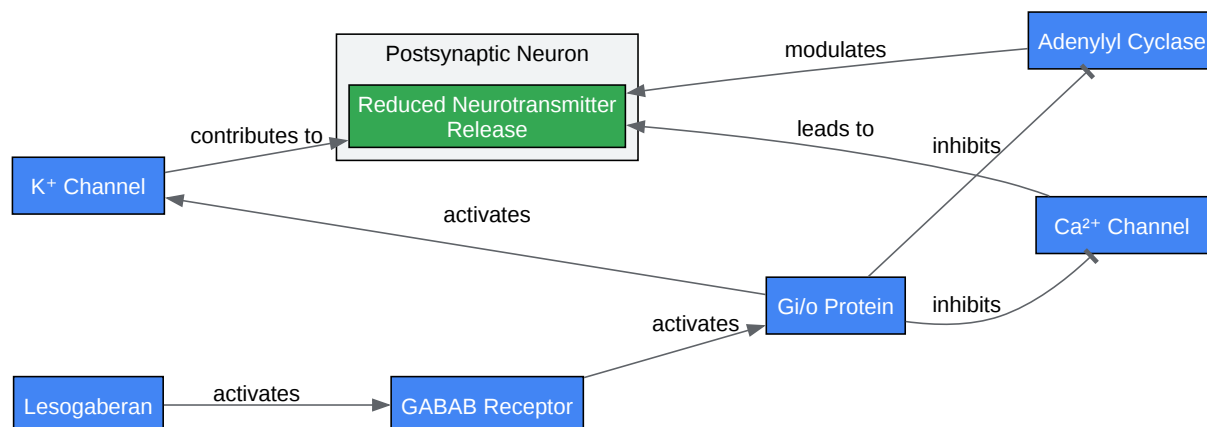 Adenylyl Cyclase
Postsynaptic Neuron
modulates
Reduced Neurotransmitter
Release
contributes to
leads to
inhibits
K⁺ Channel
activates
Ca²⁺ Channel
Gi/o Protein
inhibits
activates
Lesogaberan
activates
GABAB Receptor